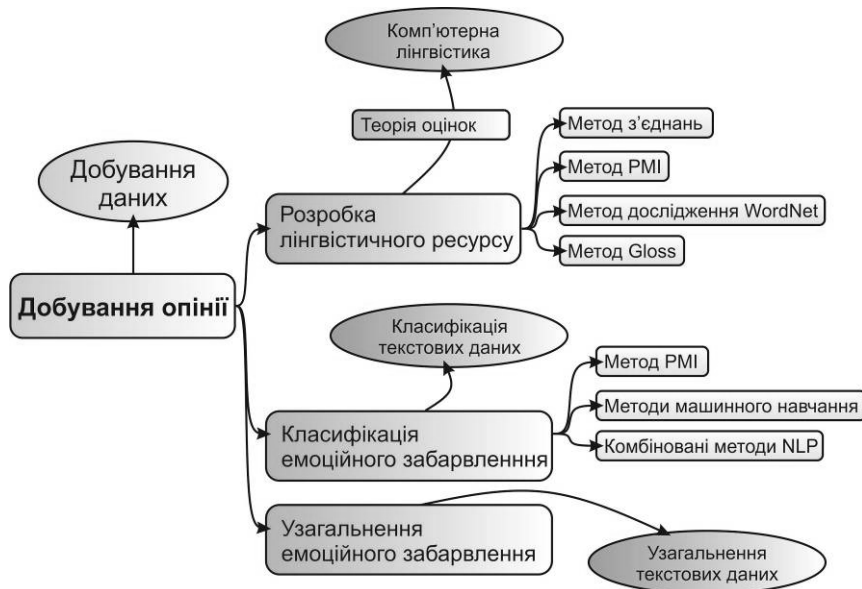 Комп’ютерна
лінгвістика
Теорія оцінок
Метод з’єднань
Метод PMI
Метод дослідження WordNet
Метод Gloss
Добування
даних
Розробка
лінгвістичного ресурсу
Добування опінії
Класифікація
текстових даних
Метод PMI
Методи машинного навчання
Комбіновані методи NLP
Класифікація
емоційного забарвленння
Узагальнення
емоційного забарвлення
Узагальнення
текстових даних